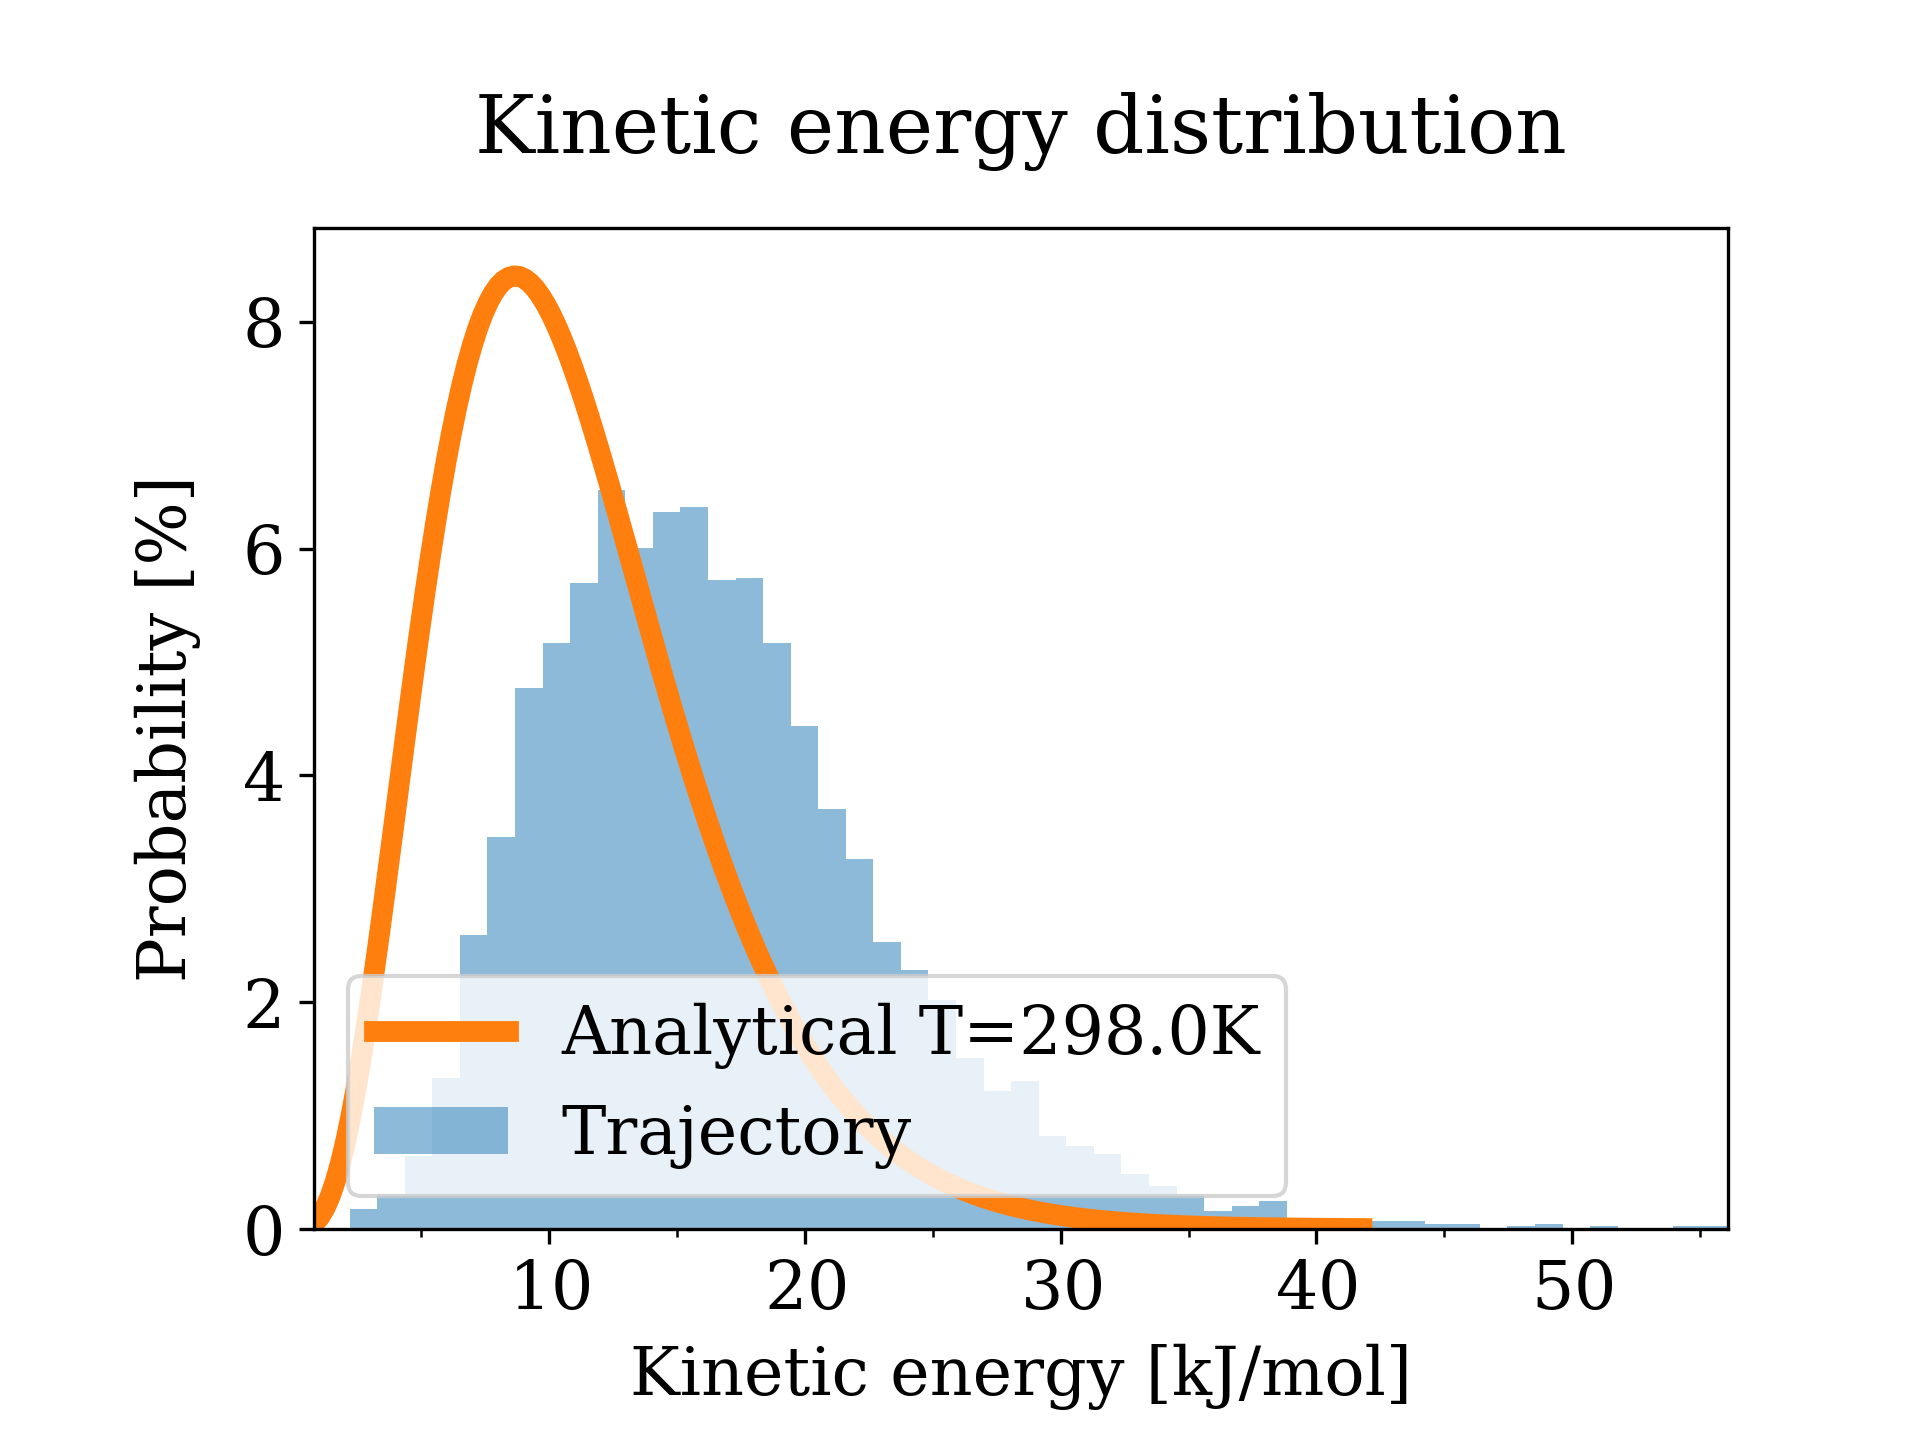 Kinetic energy distribution
Probability [%]
8
6
4
2
0
Analytical T=298.0K
Trajectory
10 20 30 40 50
Kinetic energy [kJ/mol]